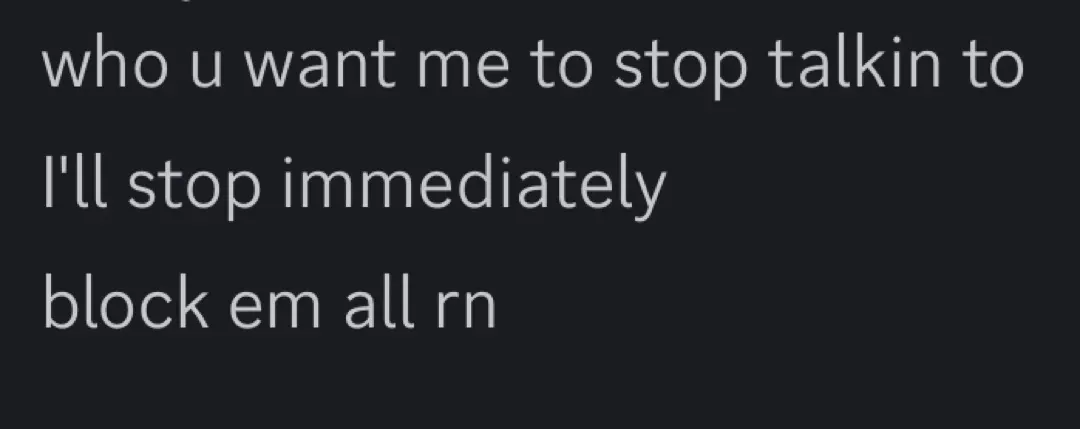 who u want me to stop talkin to
I'll stop immediately
block em all rn